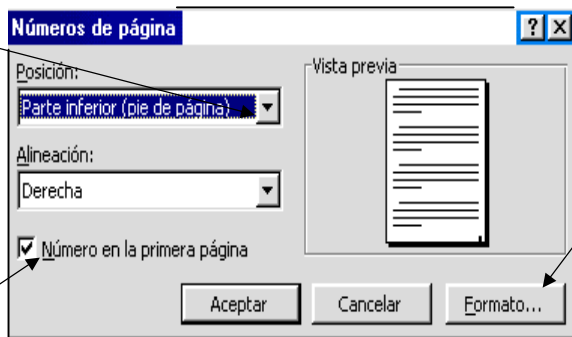 Números de página
Posición:
Parte inferior (pie de página)
Alineación:
Derecha
Número en la primera página
Vista previa
Aceptar
Cancelar
Formato...